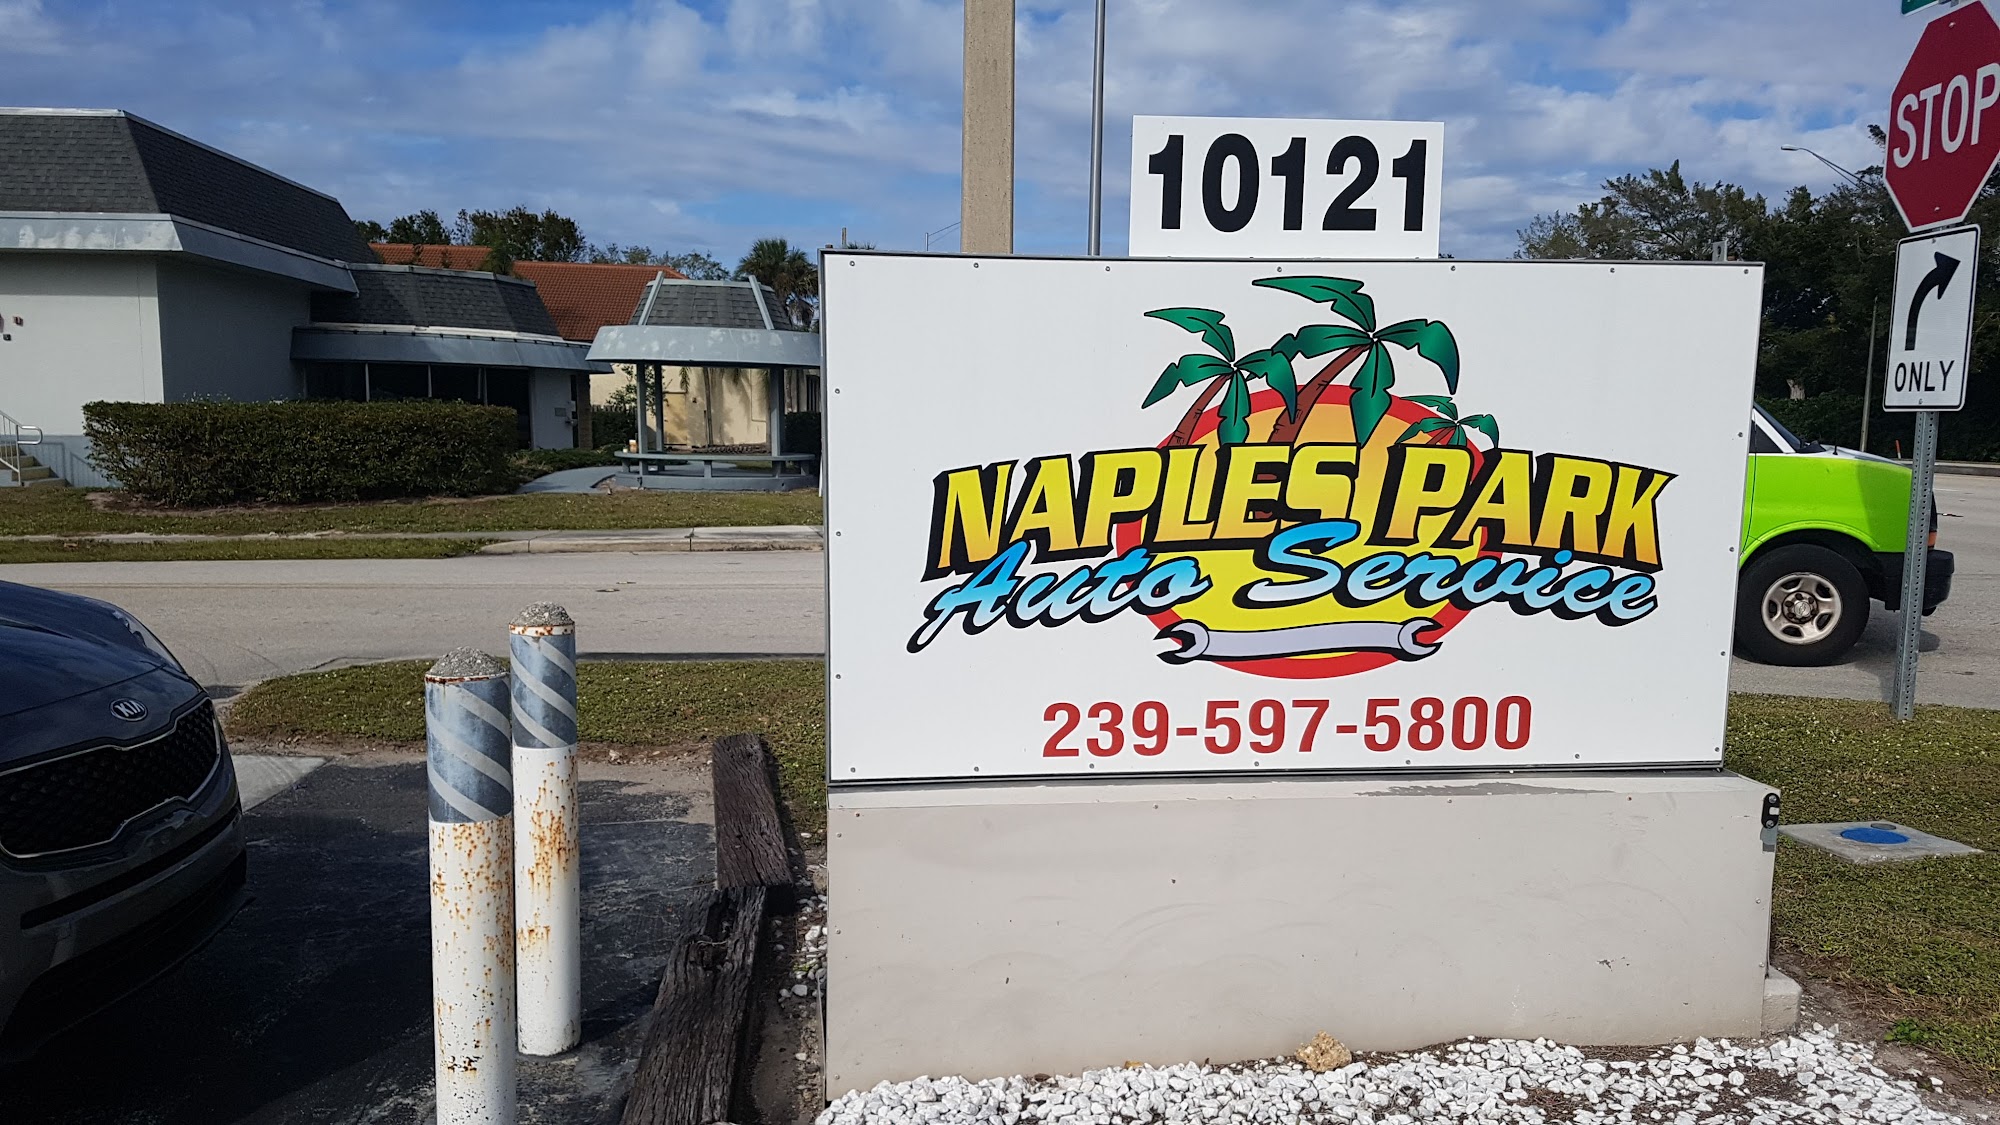 10121
NAPLES PARK
Auto Service
239-597-5800
STOP
ONLY
KIA